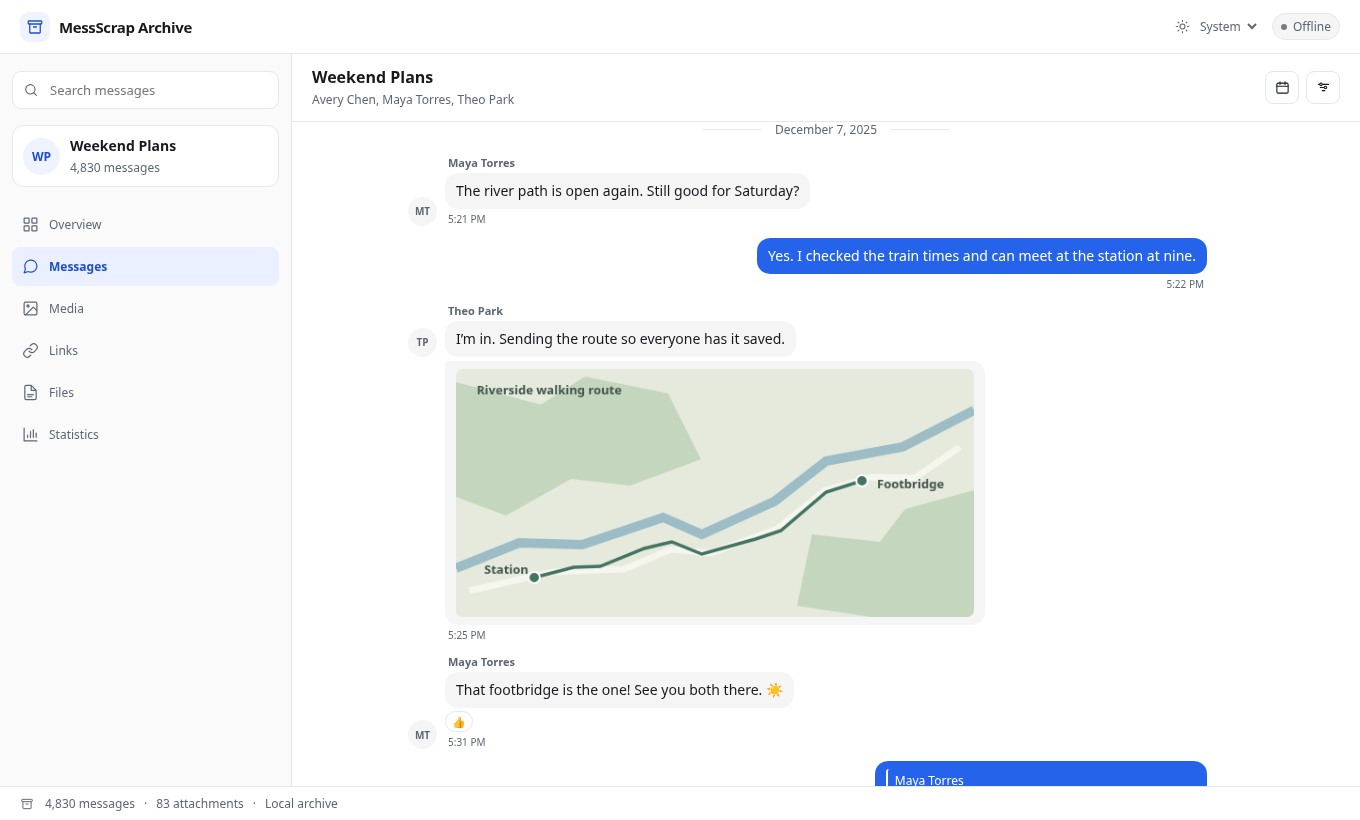 MessScrap Archive
System
Offline
Search messages
WP
Weekend Plans
4,830 messages
Overview
Messages
Media
Links
Files
Statistics
Weekend Plans
Avery Chen, Maya Torres, Theo Park
December 7, 2025
Maya Torres
MT
The river path is open again. Still good for Saturday?
5:21 PM
Yes. I checked the train times and can meet at the station at nine.
5:22 PM
Theo Park
TP
I’m in. Sending the route so everyone has it saved.
Riverside walking route
Footbridge
Station
5:25 PM
Maya Torres
That footbridge is the one! See you both there. ☀️
👍
MT
5:31 PM
Maya Torres
4,830 messages · 83 attachments · Local archive